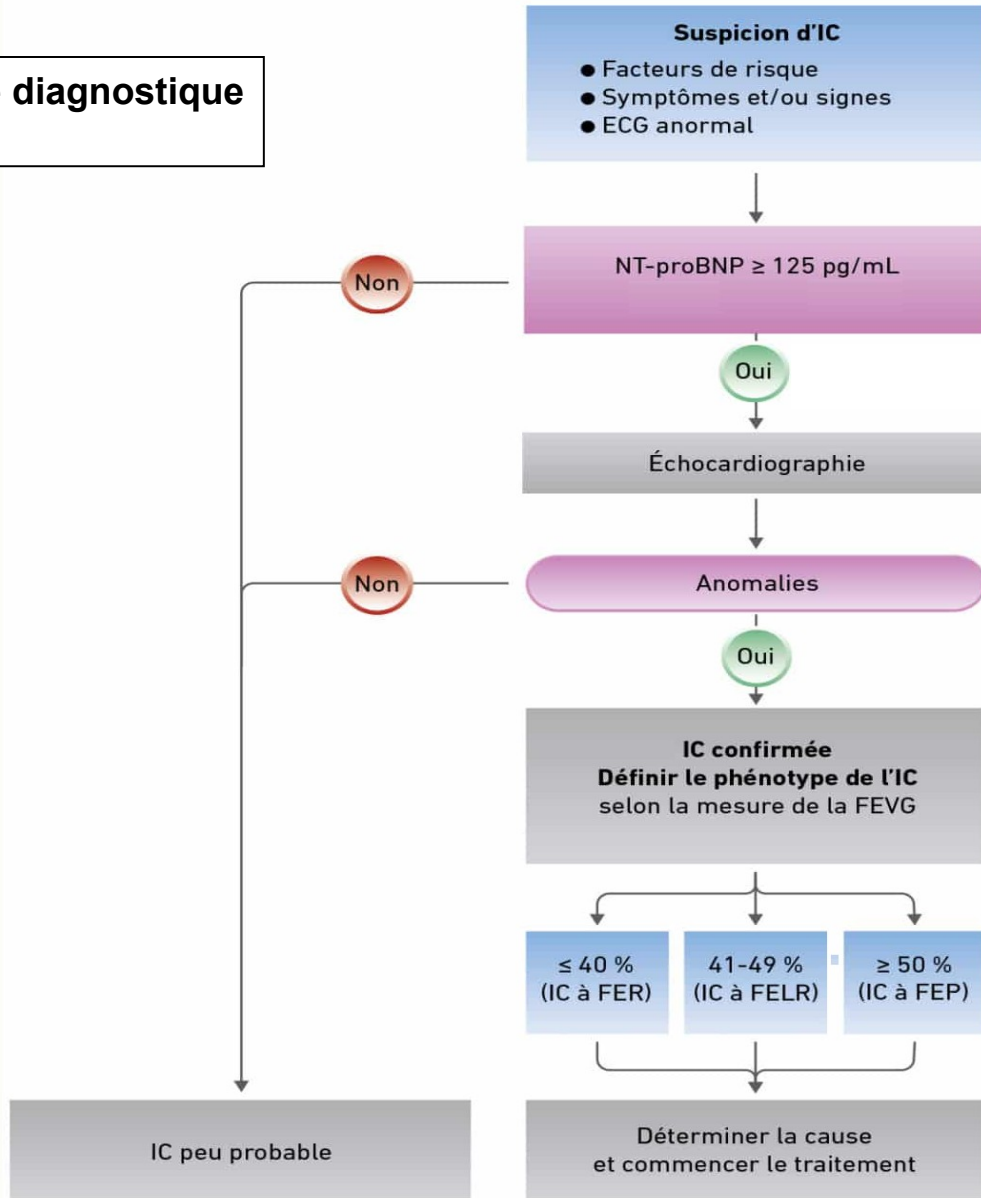 diagnostique
Suspicion d'IC
● Facteurs de risque
● Symptômes et/ou signes
● ECG anormal
Non
NT-proBNP ≥ 125 pg/mL
Oui
Échocardiographie
Non
Anomalies
Oui
IC confirmée
Définir le phénotype de l'IC
selon la mesure de la FEVG
≤ 40 %
(IC à FER)
41-49 %
(IC à FELR)
≥ 50 %
(IC à FEP)
IC peu probable
Déterminer la cause
et commencer le traitement